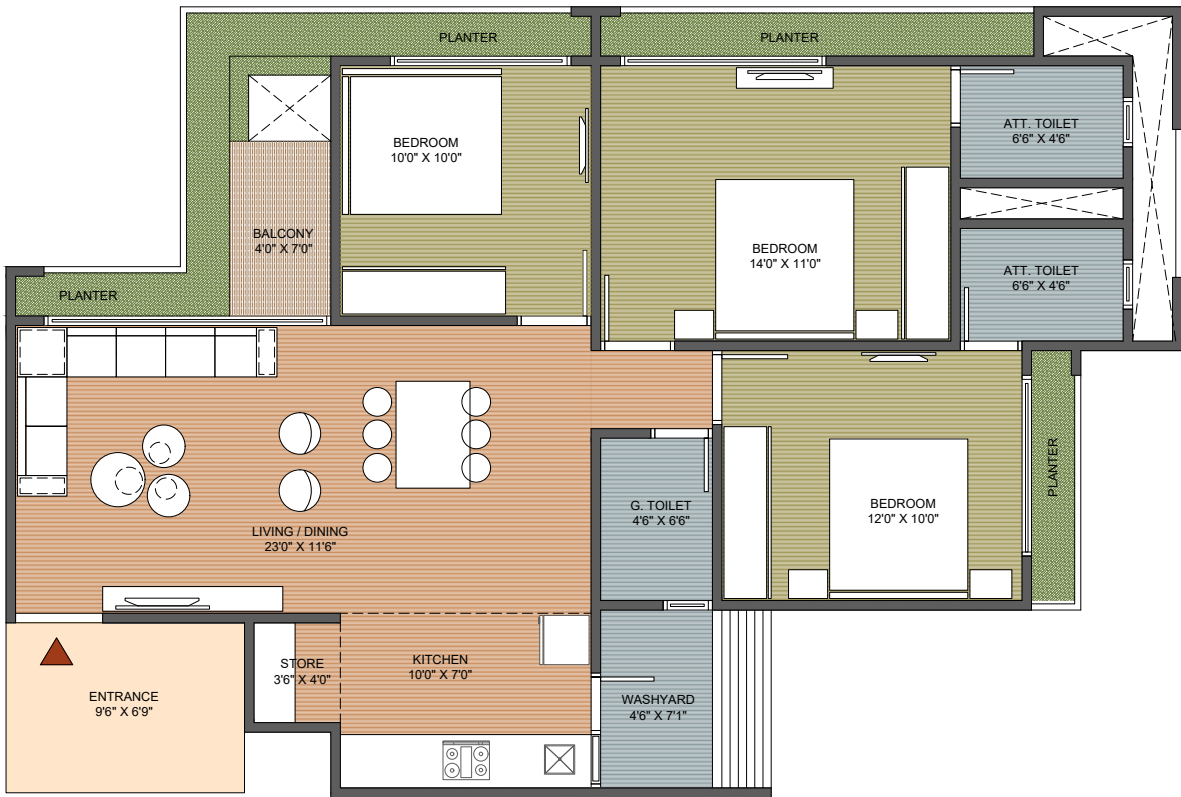 PLANTER
PLANTER
ATT. TOILET
6'6" X 4'6"
BEDROOM
10'0" X 10'0"
BALCONY
4'0" X 7'0"
BEDROOM
14'0" X 11'0"
ATT. TOILET
6'6" X 4'6"
PLANTER
PLANTER
BEDROOM
12'0" X 10'0"
G. TOILET
4'6" X 6'6"
LIVING / DINING
23'0" X 11'6"
STORE
3'6" X 4'0"
KITCHEN
10'0" X 7'0"
ENTRANCE
9'6" X 6'9"
WASHYARD
4'6" X 7'1"